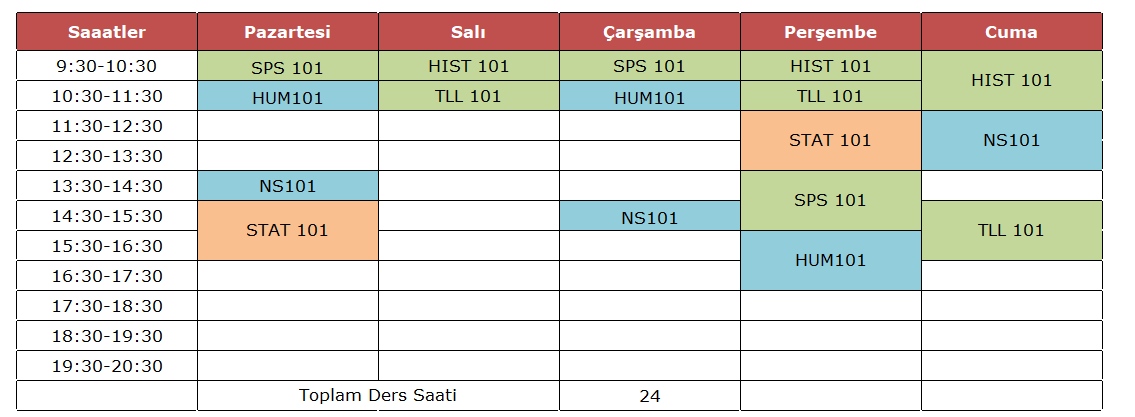 Saaatler Pazartesi Salı Çarşamba Perşembe Cuma
9:30-10:30 SPS 101 HIST 101 SPS 101 HIST 101 HIST 101
10:30-11:30 HUM101 TLL 101 HUM101 TLL 101
11:30-12:30 STAT 101 NS101
12:30-13:30
13:30-14:30 NS101 SPS 101
14:30-15:30 STAT 101 NS101 TLL 101
15:30-16:30 HUM101
16:30-17:30
17:30-18:30
18:30-19:30
19:30-20:30
Toplam Ders Saati 24